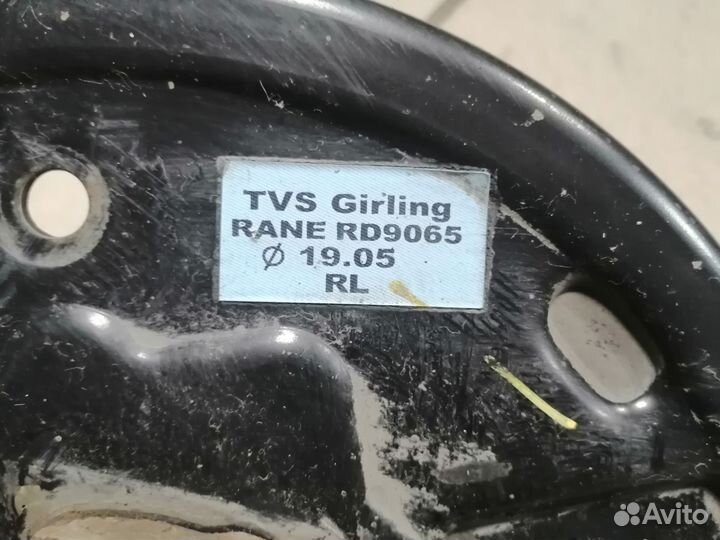 TVS Girling
RANE RD9065
Ø 19.05
RL
Avito